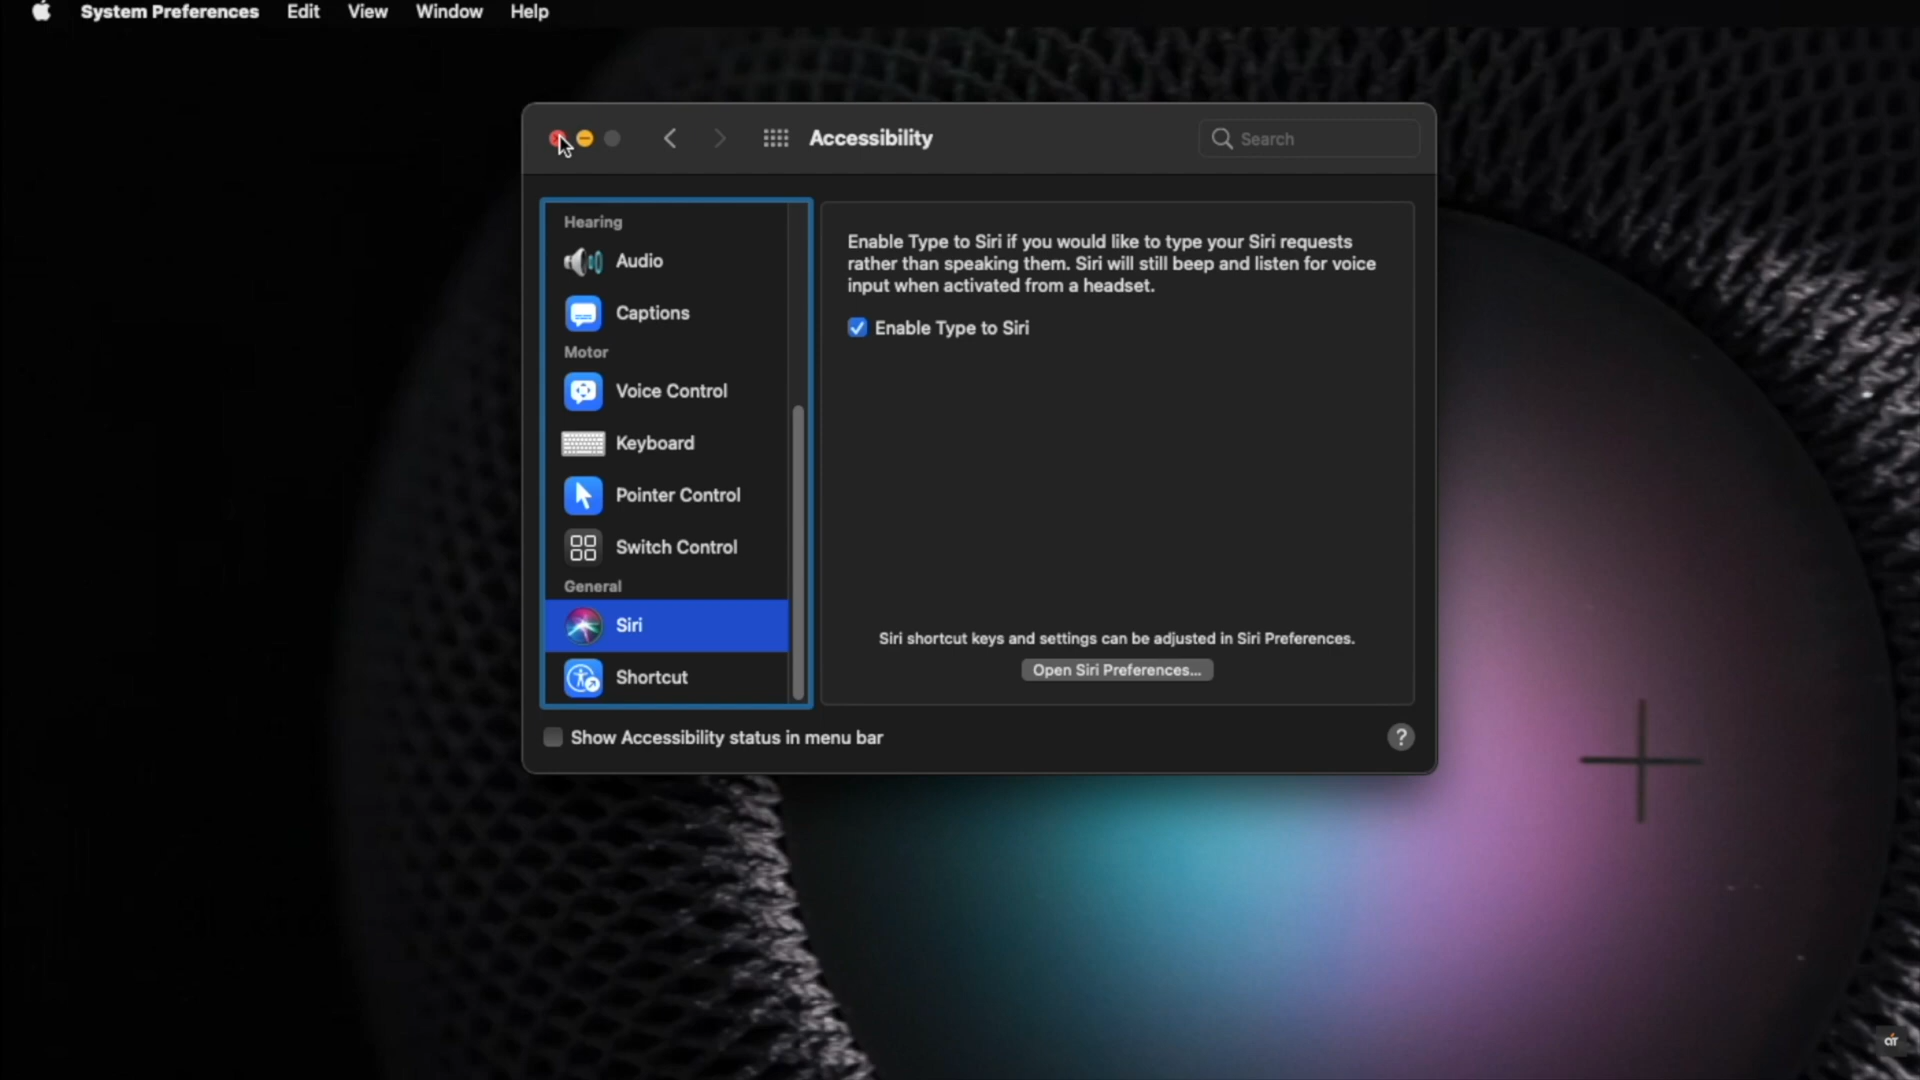 System Preferences Edit View Window Help
Accessibility
Search
Hearing
Audio
Captions
Motor
Voice Control
Keyboard
Pointer Control
Switch Control
General
Siri
Shortcut
Enable Type to Siri if you would like to type your Siri requests
rather than speaking them. Siri will still beep and listen for voice
input when activated from a headset.
Enable Type to Siri
Siri shortcut keys and settings can be adjusted in Siri Preferences.
Open Siri Preferences...
Show Accessibility status in menu bar
?
ar